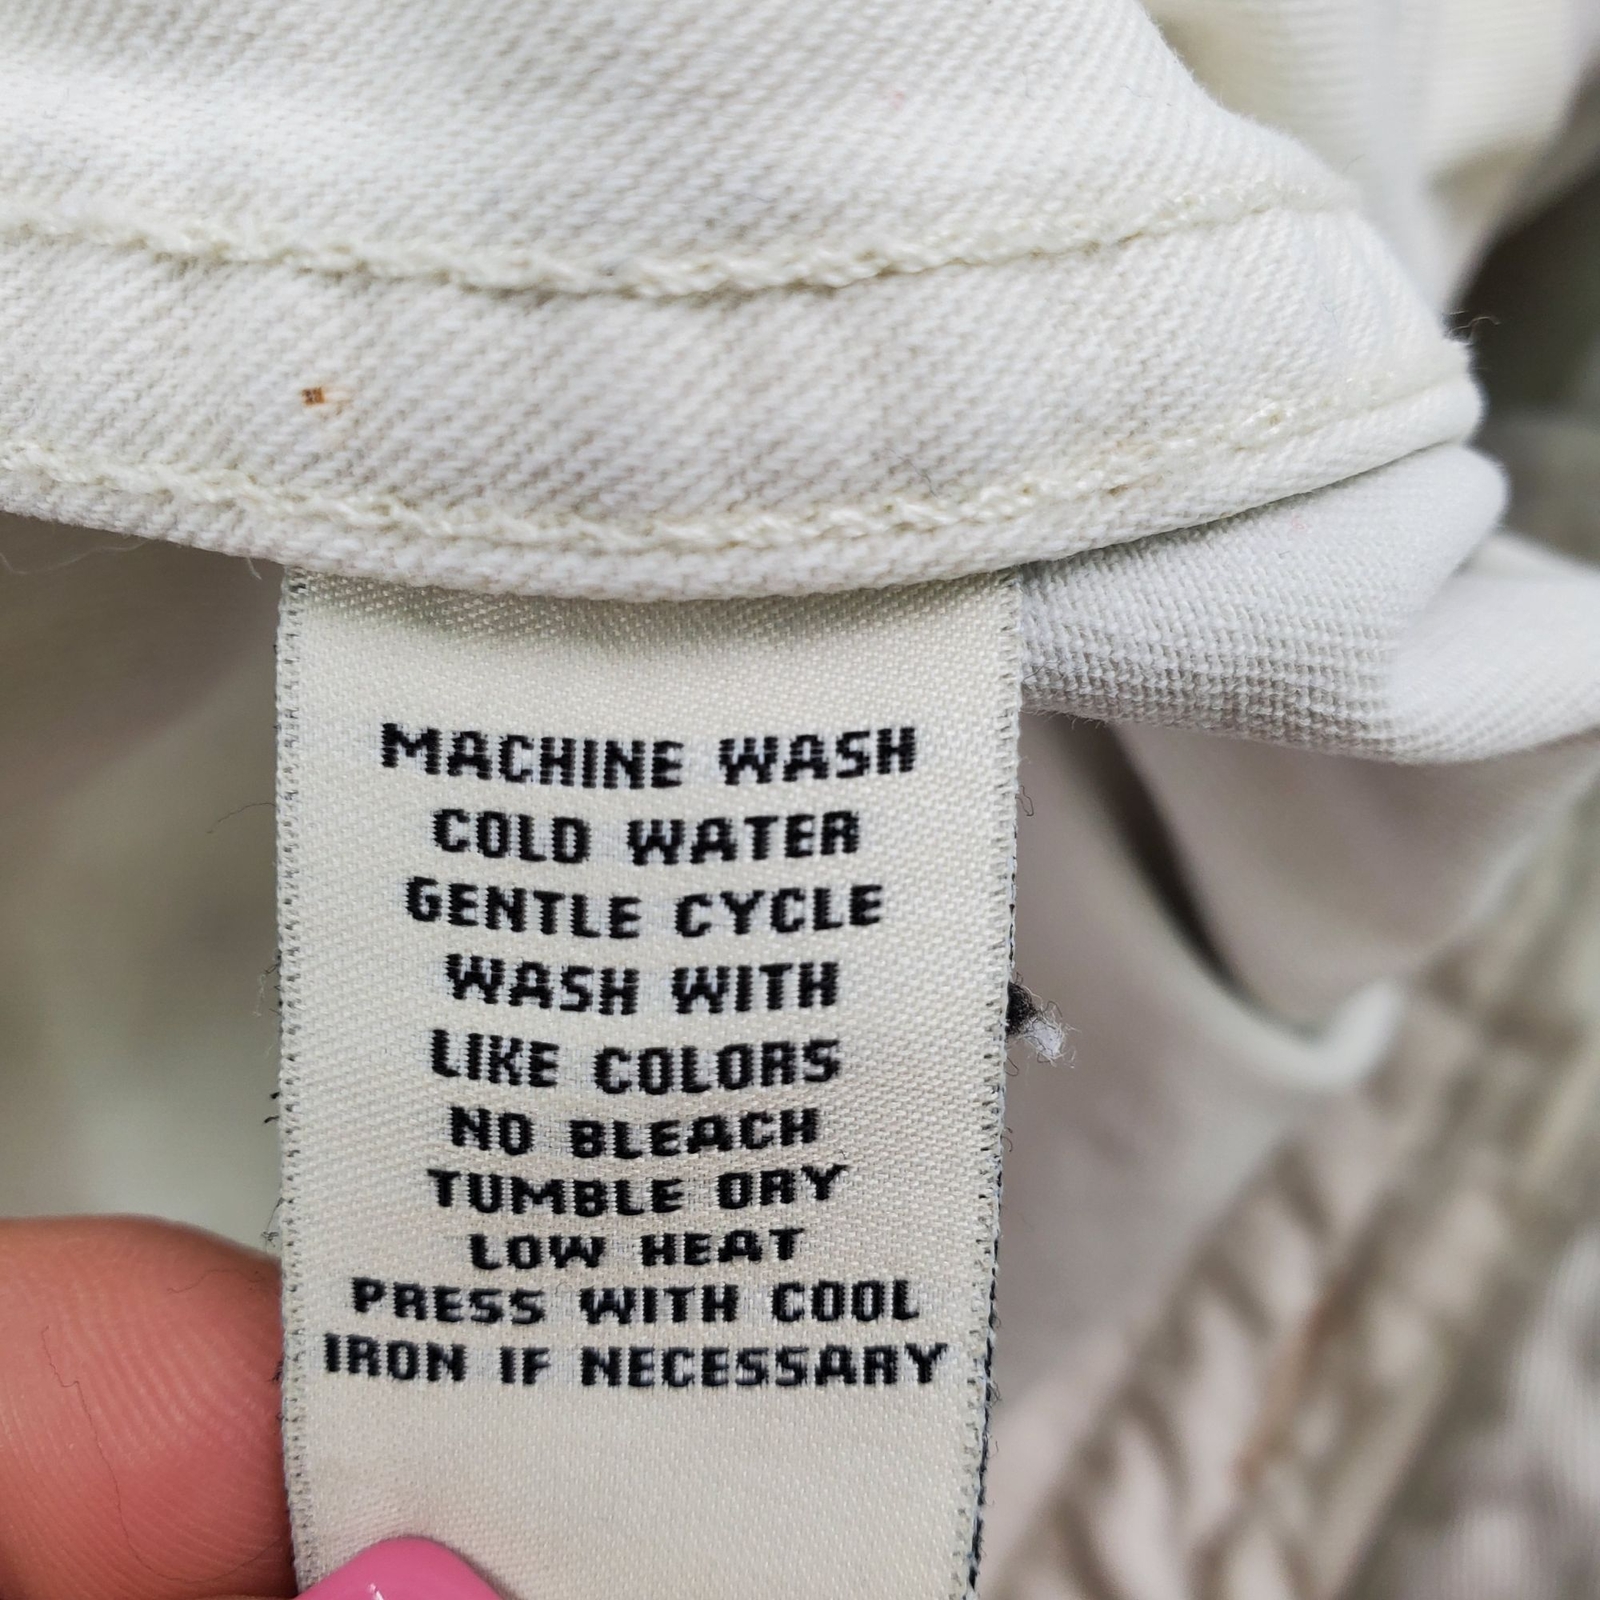 MACHINE WASH
COLD WATER
GENTLE CYCLE
WASH WITH
LIKE COLORS
NO BLEACH
TUMBLE DRY
LOW HEAT
PRESS WITH COOL
IRON IF NECESSARY